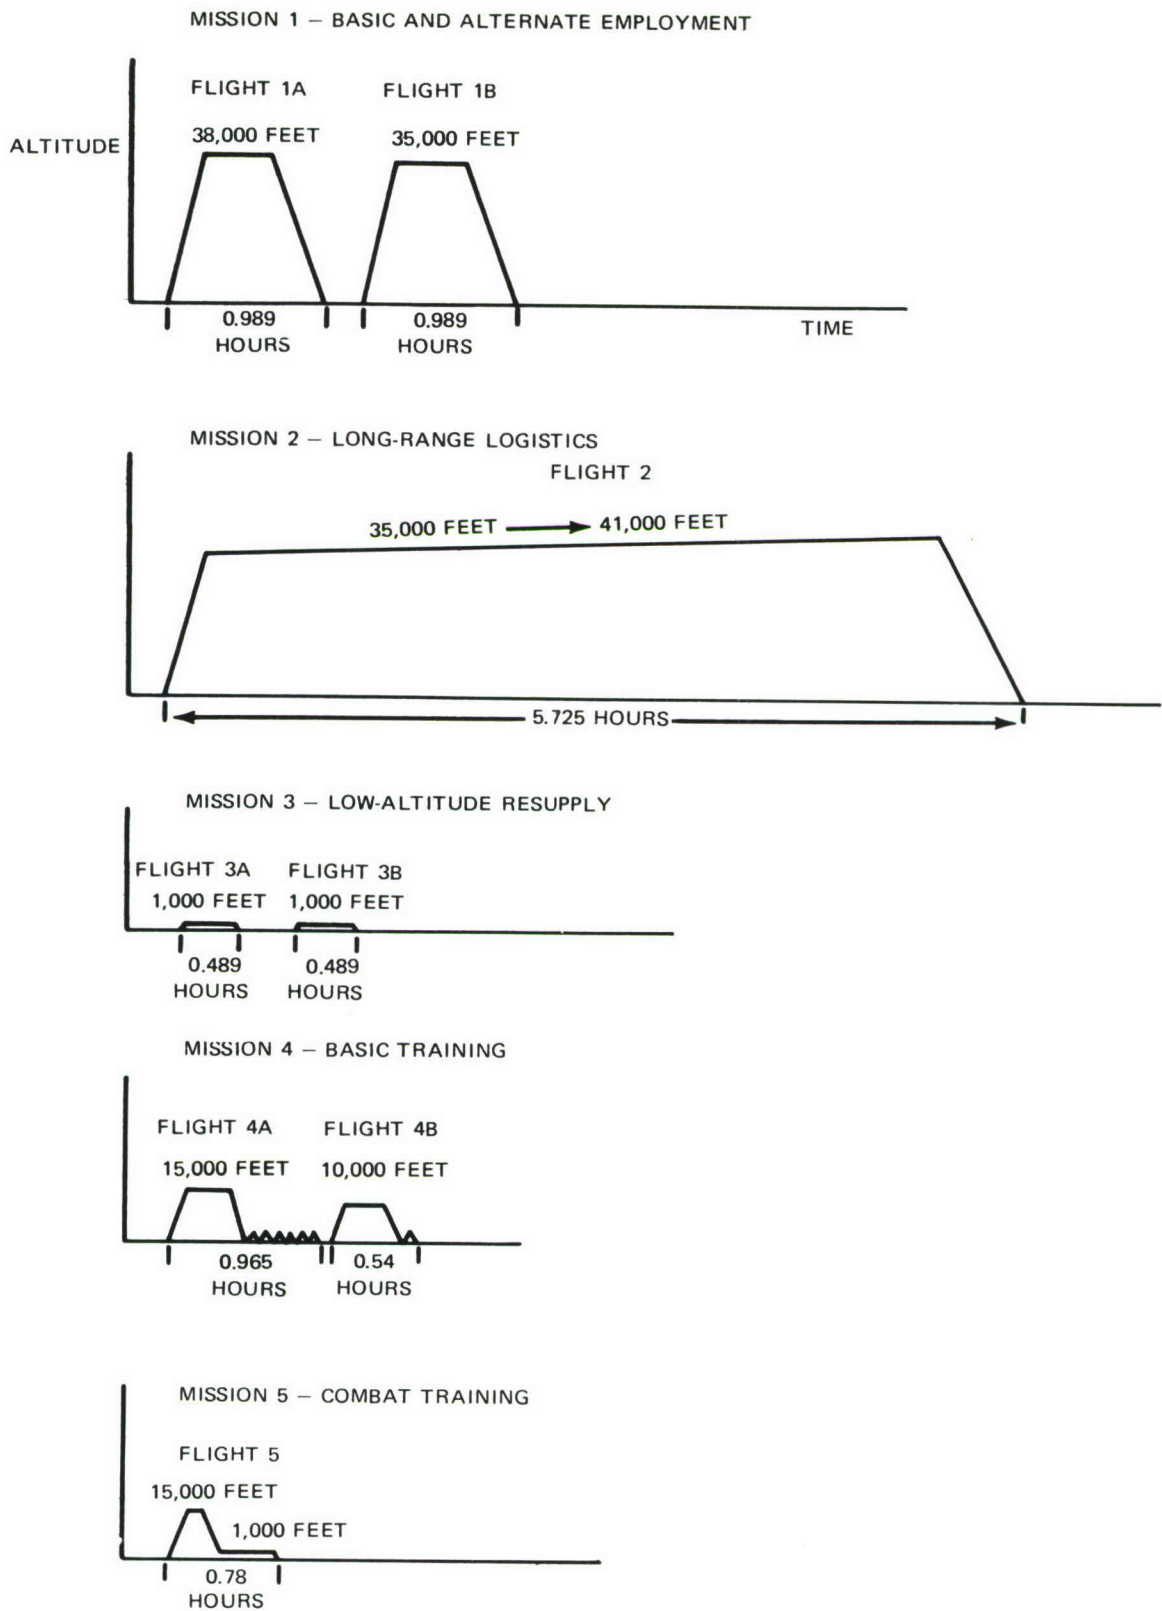 MISSION 1 – BASIC AND ALTERNATE EMPLOYMENT
FLIGHT 1A
FLIGHT 1B
38,000 FEET
35,000 FEET
ALTITUDE
0.989
HOURS
0.989
HOURS
TIME
MISSION 2 – LONG-RANGE LOGISTICS
FLIGHT 2
35,000 FEET
41,000 FEET
5.725 HOURS
MISSION 3 – LOW-ALTITUDE RESUPPLY
FLIGHT 3A
FLIGHT 3B
1,000 FEET
1,000 FEET
0.489
HOURS
0.489
HOURS
MISSION 4 – BASIC TRAINING
FLIGHT 4A
FLIGHT 4B
15,000 FEET
10,000 FEET
0.965
HOURS
0.54
HOURS
MISSION 5 – COMBAT TRAINING
FLIGHT 5
15,000 FEET
1,000 FEET
0.78
HOURS